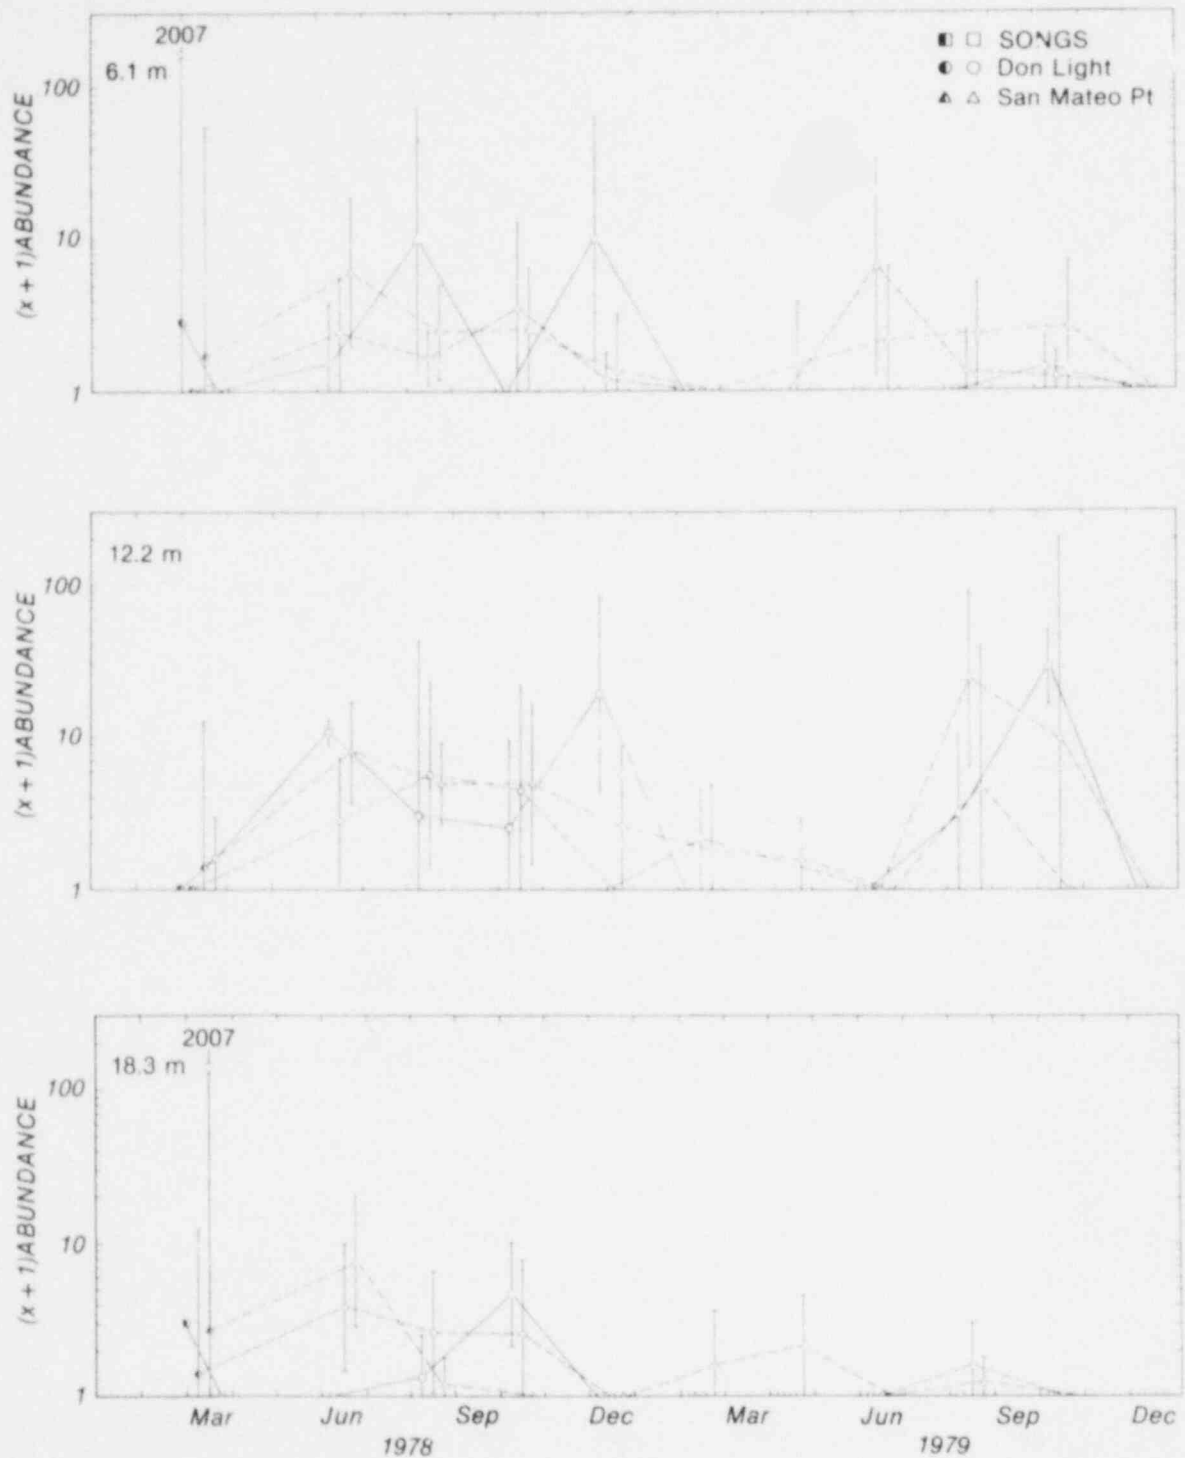 2007
6.1 m
SONGS
Don Light
San Mateo Pt
(x + 1)ABUNDANCE
100
10
1
12.2 m
(x + 1)ABUNDANCE
100
10
1
2007
18.3 m
(x + 1)ABUNDANCE
100
10
1
Mar Jun Sep Dec Mar Jun Sep Dec
1978 1979